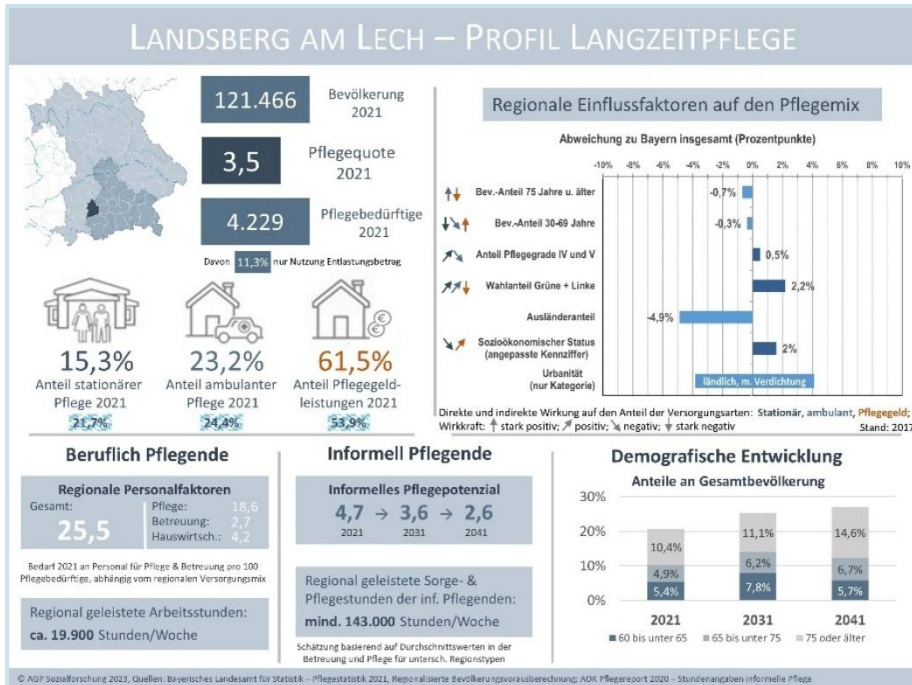 LANDSBERG AM LECH – PROFIL LANGZEITPFLEGE
121.466
Bevölkerung
2021
3,5
Pflegequote
2021
4.229
Pflegebedürftige
2021
Davon 11,3% nur Nutzung Entlastungsbetrag
15,3%
Anteil stationärer
Pflege 2021
21,7%
23,2%
Anteil ambulanter
Pflege 2021
24,4%
61,5%
Anteil Pflegegeld-
leistungen 2021
53,9%
Regionale Einflussfaktoren auf den Pflegemix
Abweichung zu Bayern insgesamt (Prozentpunkte)
-10% -8% -6% -4% -2% 0% 2% 4% 6% 8% 10%
Bev.-Anteil 75 Jahre u. älter
-0,7%
Bev.-Anteil 30-69 Jahre
-0,3%
Anteil Pflegegrade IV und V
0,5%
Wahlanteil Grüne + Linke
2,2%
Ausländeranteil
-4,9%
Sozioökonomischer Status
(angepasste Kennziffer)
2%
Urbanität
(nur Kategorie)
ländlich, m. Verdichtung
Direkte und indirekte Wirkung auf den Anteil der Versorgungsarten: Stationär, ambulant, Pflegegeld;
Wirkkraft: ↑ stark positiv; ↗ positiv; ↘ negativ; ↓ stark negativ
Stand: 2017
Beruflich Pflegende
Regionale Personalfaktoren
Gesamt:
25,5
Pflege: 18,6
Betreuung: 2,7
Hauswirtsch.: 4,2
Bedarf 2021 an Personal für Pflege & Betreuung pro 100
Pflegebedürftige, abhängig vom regionalen Versorgungsmix
Regional geleistete Arbeitsstunden:
ca. 19.900 Stunden/Woche
Informell Pflegende
Informelles Pflegepotenzial
4,7 → 3,6 → 2,6
2021 2031 2041
Regional geleistete Sorge- &
Pflegestunden der inf. Pflegenden:
mind. 143.000 Stunden/Woche
Schätzung basierend auf Durchschnittswerten in der
Betreuung und Pflege für untersch. Regionstypen
Demografische Entwicklung
Anteile an Gesamtbevölkerung
30%
20%
10%
0%
10,4%
4,9%
5,4%
11,1%
6,2%
7,8%
14,6%
6,7%
5,7%
2021 2031 2041
60 bis unter 65 65 bis unter 75 75 oder älter
© AGP Sozialforschung 2023, Quellen: Bayerisches Landesamt für Statistik – Pflegestatistik 2021, Regionalisierte Bevölkerungsvorausberechnung; AOK Pflegereport 2020 – Stundenangaben informelle Pflege